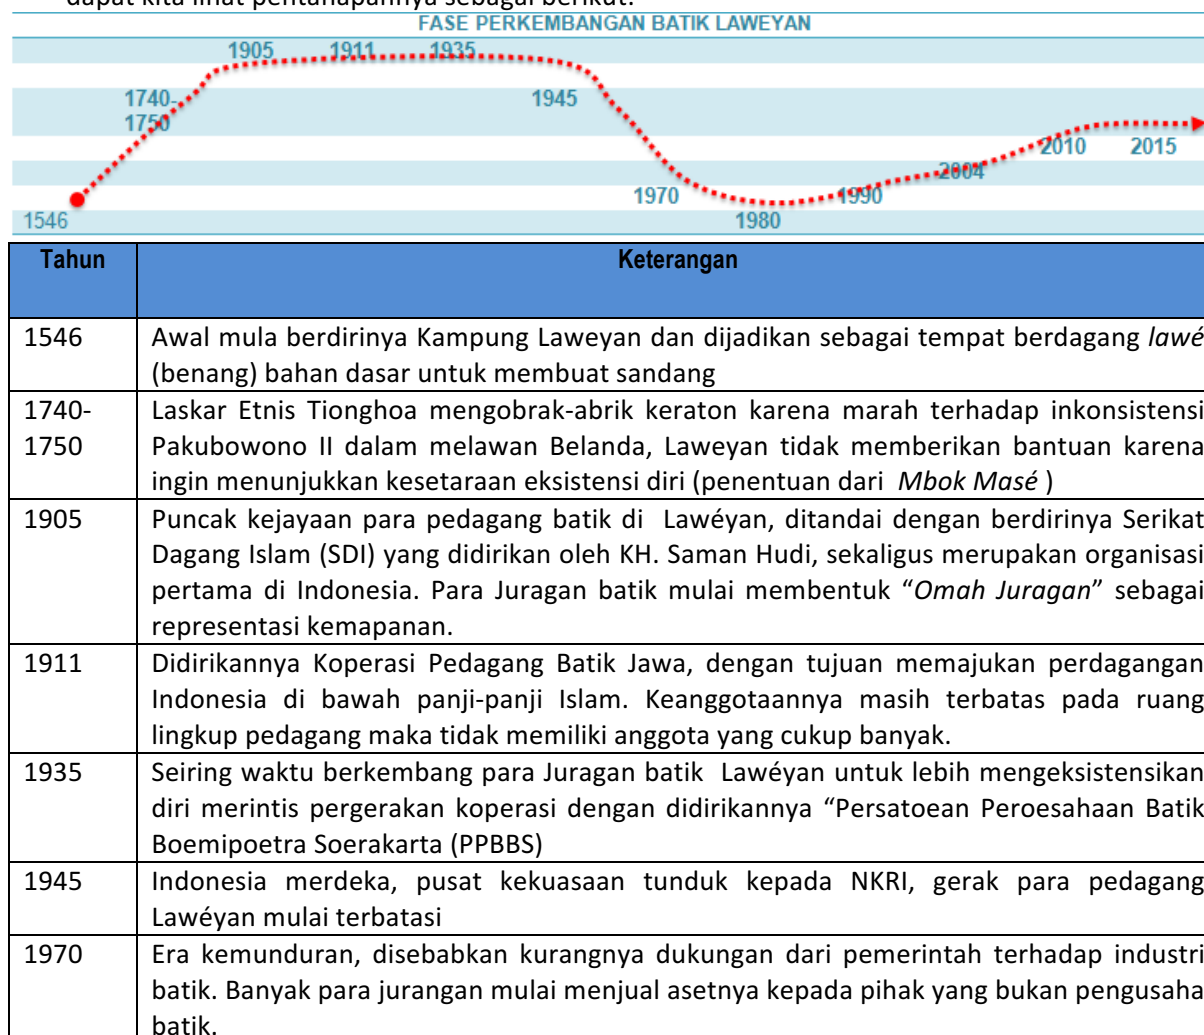 dapat kita lihat pentahapannya sebagai berikut:
FASE PERKEMBANGAN BATIK LAWEYAN
1905 1911 1935
1740-
1750
1945
2010 2015
2004
1970 1990
1546 1980
Tahun Keterangan
1546 Awal mula berdirinya Kampung Laweyan dan dijadikan sebagai tempat berdagang lawé
(benang) bahan dasar untuk membuat sandang
1740- Laskar Etnis Tionghoa mengobrak-abrik keraton karena marah terhadap inkonsistensi
1750 Pakubowono II dalam melawan Belanda, Laweyan tidak memberikan bantuan karena
ingin menunjukkan kesetaraan eksistensi diri (penentuan dari Mbok Masé )
1905 Puncak kejayaan para pedagang batik di Lawéyan, ditandai dengan berdirinya Serikat
Dagang Islam (SDI) yang didirikan oleh KH. Saman Hudi, sekaligus merupakan organisasi
pertama di Indonesia. Para Juragan batik mulai membentuk “Omah Juragan” sebagai
representasi kemapanan.
1911 Didirikannya Koperasi Pedagang Batik Jawa, dengan tujuan memajukan perdagangan
Indonesia di bawah panji-panji Islam. Keanggotaannya masih terbatas pada ruang
lingkup pedagang maka tidak memiliki anggota yang cukup banyak.
1935 Seiring waktu berkembang para Juragan batik Lawéyan untuk lebih mengeksistensikan
diri merintis pergerakan koperasi dengan didirikannya “Persatoean Peroesahaan Batik
Boemipoetra Soerakarta (PPBBS)
1945 Indonesia merdeka, pusat kekuasaan tunduk kepada NKRI, gerak para pedagang
Lawéyan mulai terbatasi
1970 Era kemunduran, disebabkan kurangnya dukungan dari pemerintah terhadap industri
batik. Banyak para jurangan mulai menjual asetnya kepada pihak yang bukan pengusaha
batik.